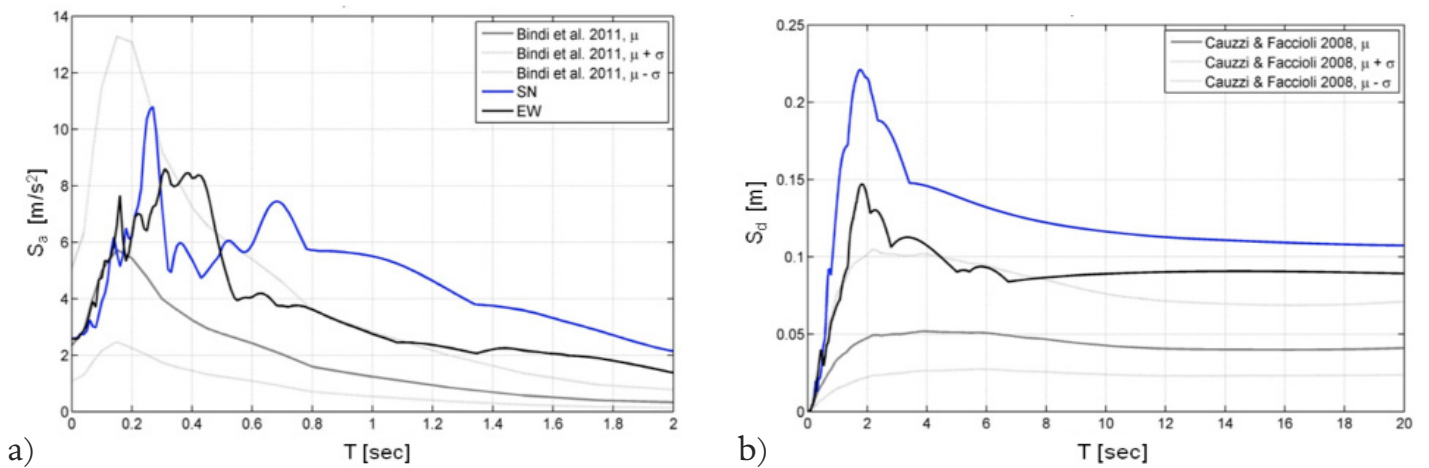 14
12
10
8
6
4
2
0
S_a [m/s²]
Bindi et al. 2011, μ
Bindi et al. 2011, μ + σ
Bindi et al. 2011, μ - σ
SN
EW
0 0.2 0.4 0.6 0.8 1 1.2 1.4 1.6 1.8 2
T [sec]
a)
0.25
0.2
0.15
0.1
0.05
0
S_d [m]
Cauzzi & Faccioli 2008, μ
Cauzzi & Faccioli 2008, μ + σ
Cauzzi & Faccioli 2008, μ - σ
0 2 4 6 8 10 12 14 16 18 20
T [sec]
b)